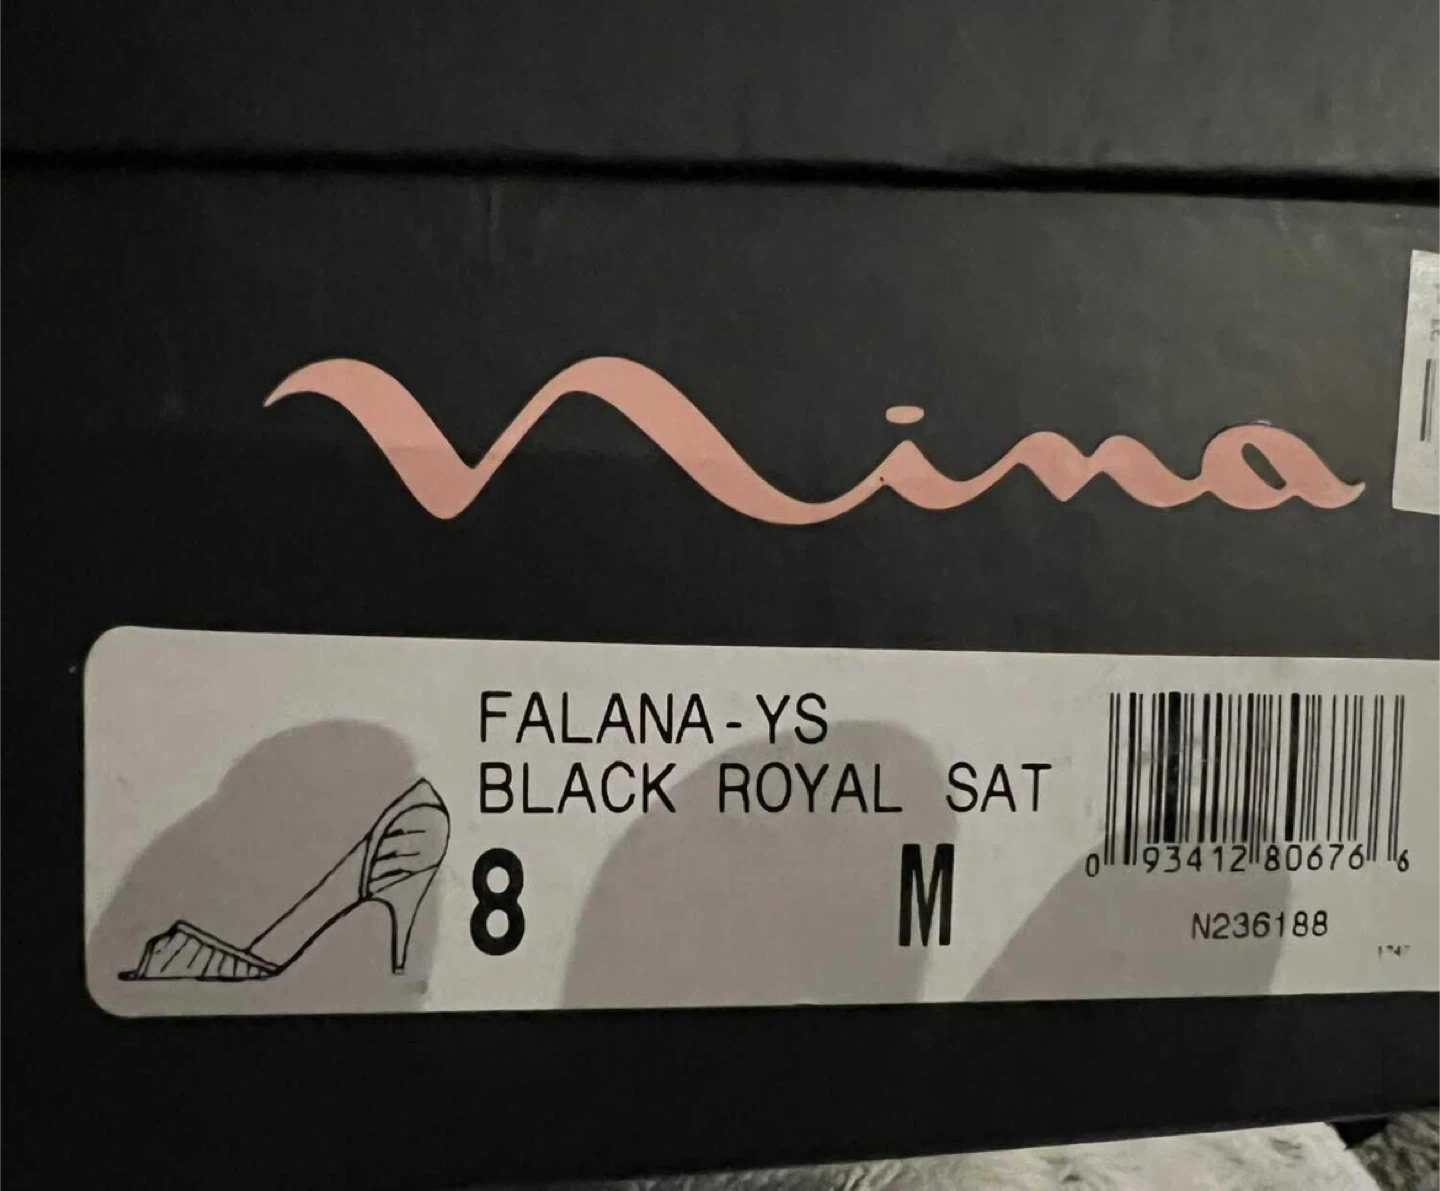 nina
FALANA-YS
BLACK ROYAL SAT
8 M
0 93412 80676 6
N236188